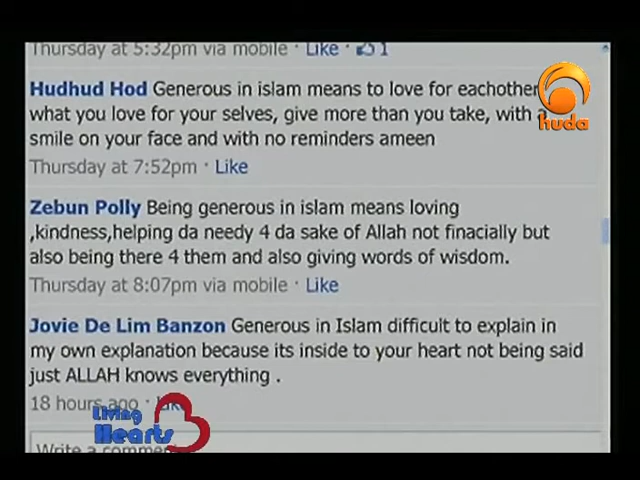 Thursday at 5:32pm via mobile · Like · 1
Hudhud Hod Generous in islam means to love for eachother
what you love for your selves, give more than you take, with a
smile on your face and with no reminders ameen
Thursday at 7:52pm · Like
huda
Zebun Polly Being generous in islam means loving
,kindness,helping da needy 4 da sake of Allah not finacially but
also being there 4 them and also giving words of wisdom.
Thursday at 8:07pm via mobile · Like
Jovie De Lim Banzon Generous in Islam difficult to explain in
my own explanation because its inside to your heart not being said
just ALLAH knows everything .
18 hours ago · Like
Living
Hearts
Write a comment